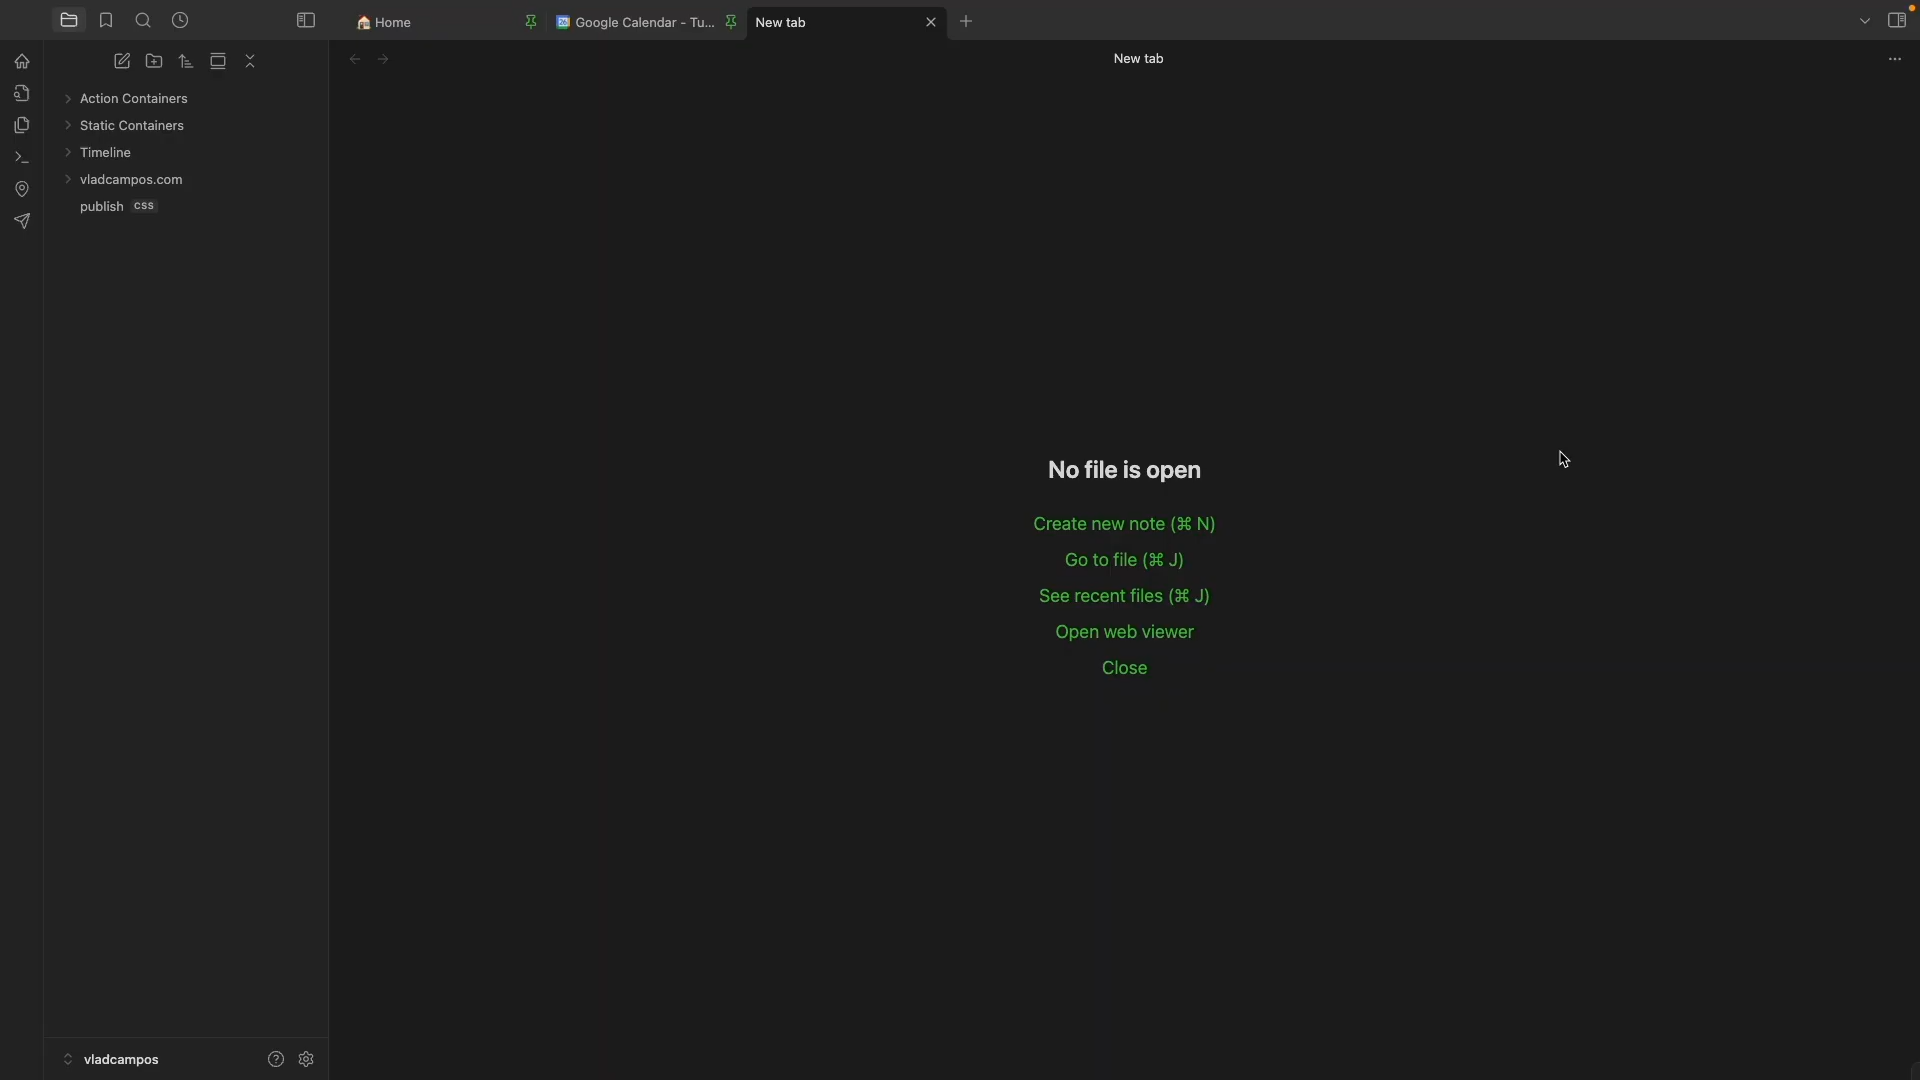 Home
Google Calendar - Tu...
New tab
New tab
Action Containers
Static Containers
Timeline
vladcampos.com
publish CSS
No file is open
Create new note (⌘ N)
Go to file (⌘ J)
See recent files (⌘ J)
Open web viewer
Close
vladcampos